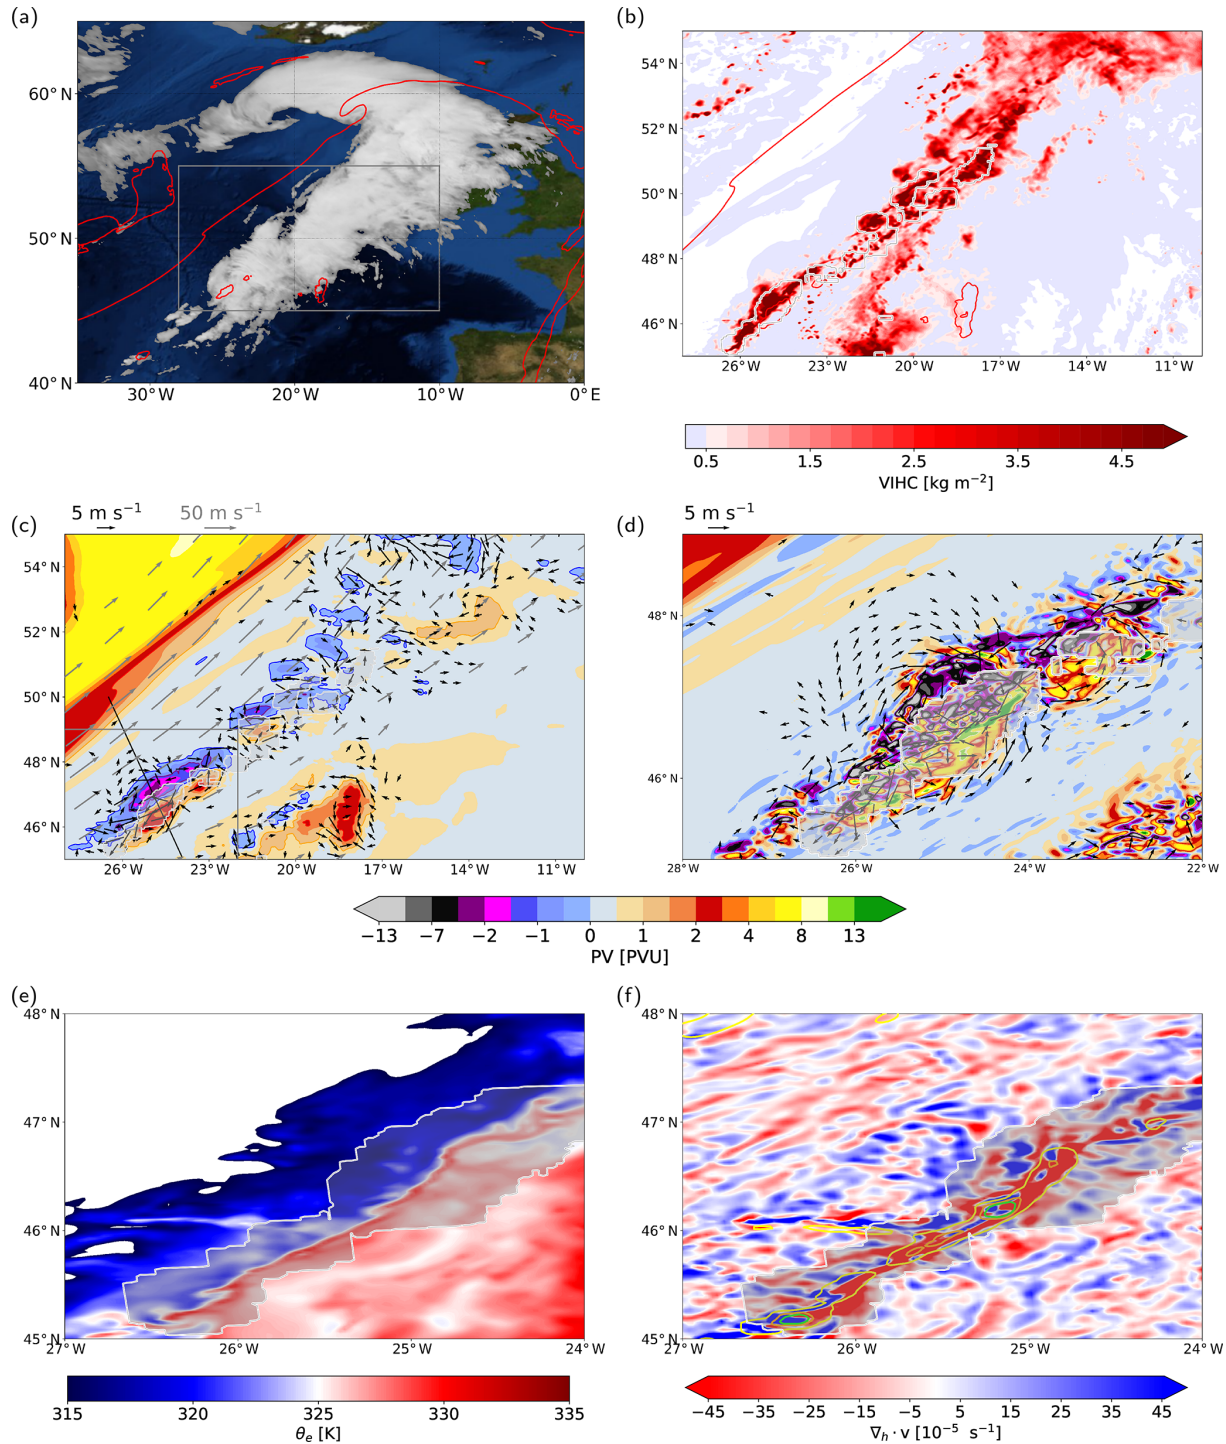 (a)
60° N
50° N
40° N
30°W 20°W 10°W 0°E
(b)
54° N
52° N
50° N
48° N
46° N
26°W 23°W 20°W 17°W 14°W 11°W
0.5 1.5 2.5 3.5 4.5
VIHC [kg m⁻²]
(c)
5 m s⁻¹ 50 m s⁻¹
54° N
52° N
50° N
48° N
46° N
26°W 23°W 20°W 17°W 14°W 11°W
(d)
5 m s⁻¹
48° N
46° N
28°W 26°W 24°W 22°W
−13 −7 −2 −1 0 1 2 4 8 13
PV [PVU]
(e)
48° N
47° N
46° N
45° N
27°W 26°W 25°W 24°W
315 320 325 330 335
θₑ [K]
(f)
48° N
47° N
46° N
45° N
27°W 26°W 25°W 24°W
−45 −35 −25 −15 −5 5 15 25 35 45
∇ₕ · v [10⁻⁵ s⁻¹]